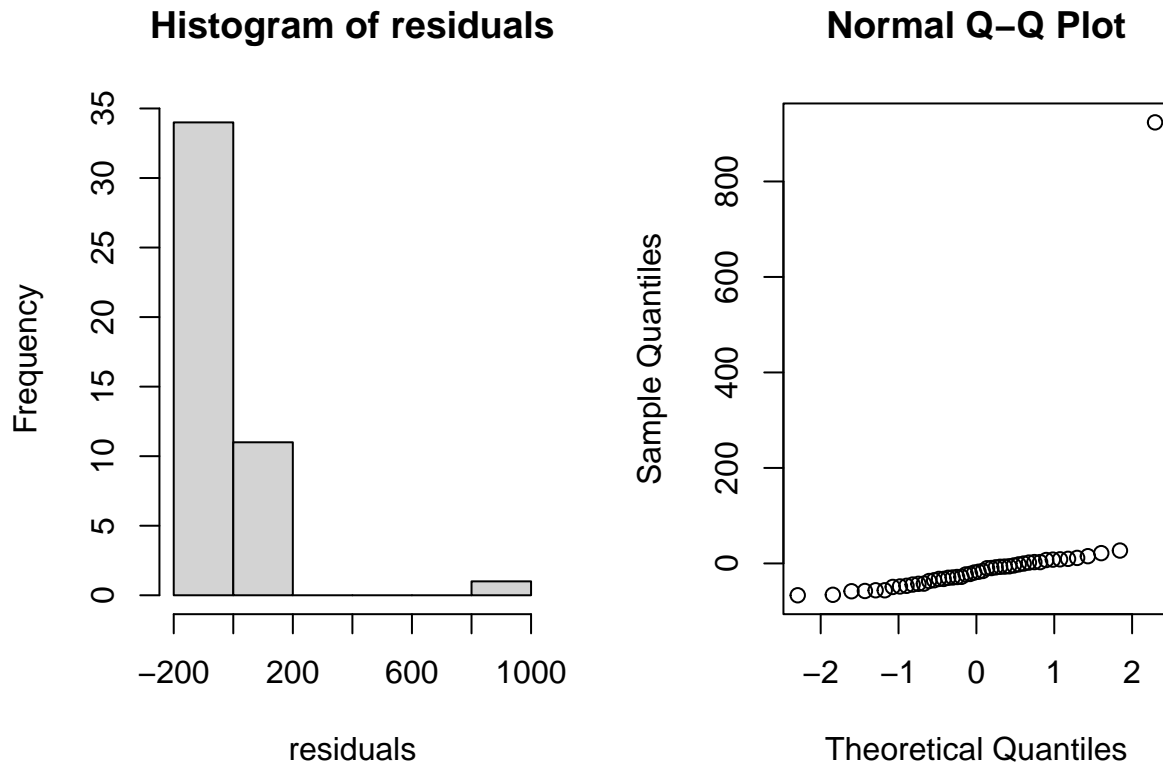 Histogram of residuals
Frequency
35
30
25
20
15
10
5
0
−200 200 600 1000
residuals
Normal Q−Q Plot
Sample Quantiles
800
600
400
200
0
−2 −1 0 1 2
Theoretical Quantiles